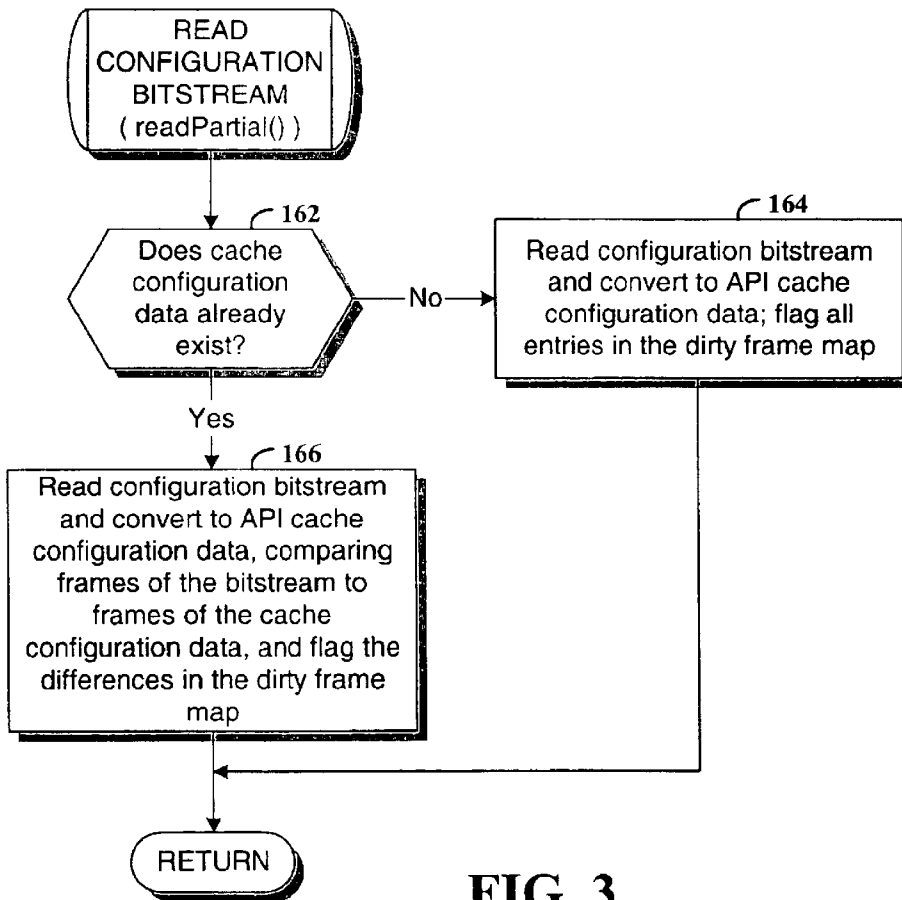 READ
CONFIGURATION
BITSTREAM
( readPartial() )
162
Does cache
configuration
data already
exist?
No
164
Read configuration bitstream
and convert to API cache
configuration data; flag all
entries in the dirty frame map
Yes
166
Read configuration bitstream
and convert to API cache
configuration data, comparing
frames of the bitstream to
frames of the cache
configuration data, and flag the
differences in the dirty frame
map
RETURN
FIG. 3